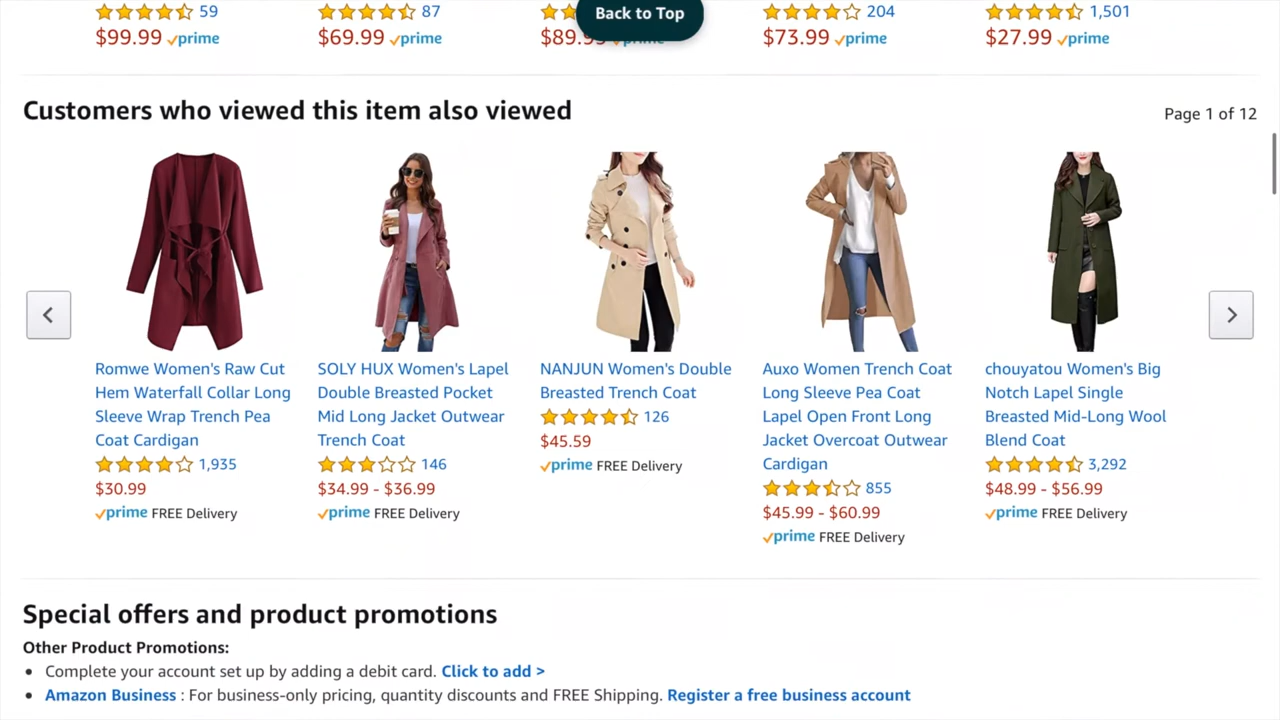 59
87
204
1,501
Back to Top
$99.99 prime
$69.99 prime
$89.99 prime
$73.99 prime
$27.99 prime
Customers who viewed this item also viewed
Page 1 of 12
Romwe Women's Raw Cut
Hem Waterfall Collar Long
Sleeve Wrap Trench Pea
Coat Cardigan
1,935
$30.99
prime FREE Delivery
SOLY HUX Women's Lapel
Double Breasted Pocket
Mid Long Jacket Outwear
Trench Coat
146
$34.99 - $36.99
prime FREE Delivery
NANJUN Women's Double
Breasted Trench Coat
126
$45.59
prime FREE Delivery
Auxo Women Trench Coat
Long Sleeve Pea Coat
Lapel Open Front Long
Jacket Overcoat Outwear
Cardigan
855
$45.99 - $60.99
prime FREE Delivery
chouyatou Women's Big
Notch Lapel Single
Breasted Mid-Long Wool
Blend Coat
3,292
$48.99 - $56.99
prime FREE Delivery
Special offers and product promotions
Other Product Promotions:
• Complete your account set up by adding a debit card. Click to add >
• Amazon Business : For business-only pricing, quantity discounts and FREE Shipping. Register a free business account